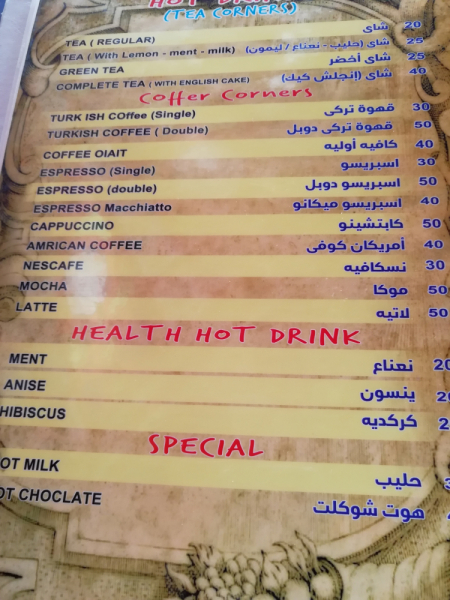 HOT DRINK
(TEA CORNERS)
TEA ( REGULAR) شاى 20
TEA ( With Lemon - ment - milk) شاى (حليب - نعناع / ليمون) 25
GREEN TEA شاى أخضر 25
COMPLETE TEA ( WITH ENGLISH CAKE) شاى (إنجلش كيك) 40
Coffer Corners
TURK ISH COffee (Single) قهوة تركى 30
TURKISH COFFEE ( Double) قهوة تركى دوبل 50
COFFEE OlAIT كافيه أوليه 40
ESPRESSO (Single) اسبريسو 30
ESPRESSO (double) اسبريسو دوبل 50
ESPRESSO Macchiatto اسبريسو ميكانو 40
CAPPUCCINO كابتشينو 50
AMRICAN COFFEE أمريكان كوفى 40
NESCAFE نسكافيه 30
MOCHA موكا 50
LATTE لاتيه 50
HEALTH HOT DRINK
MENT نعناع 20
ANISE ينسون
HIBISCUS كركديه
SPECIAL
OT MILK حليب
OT CHOCLATE هوت شوكلت